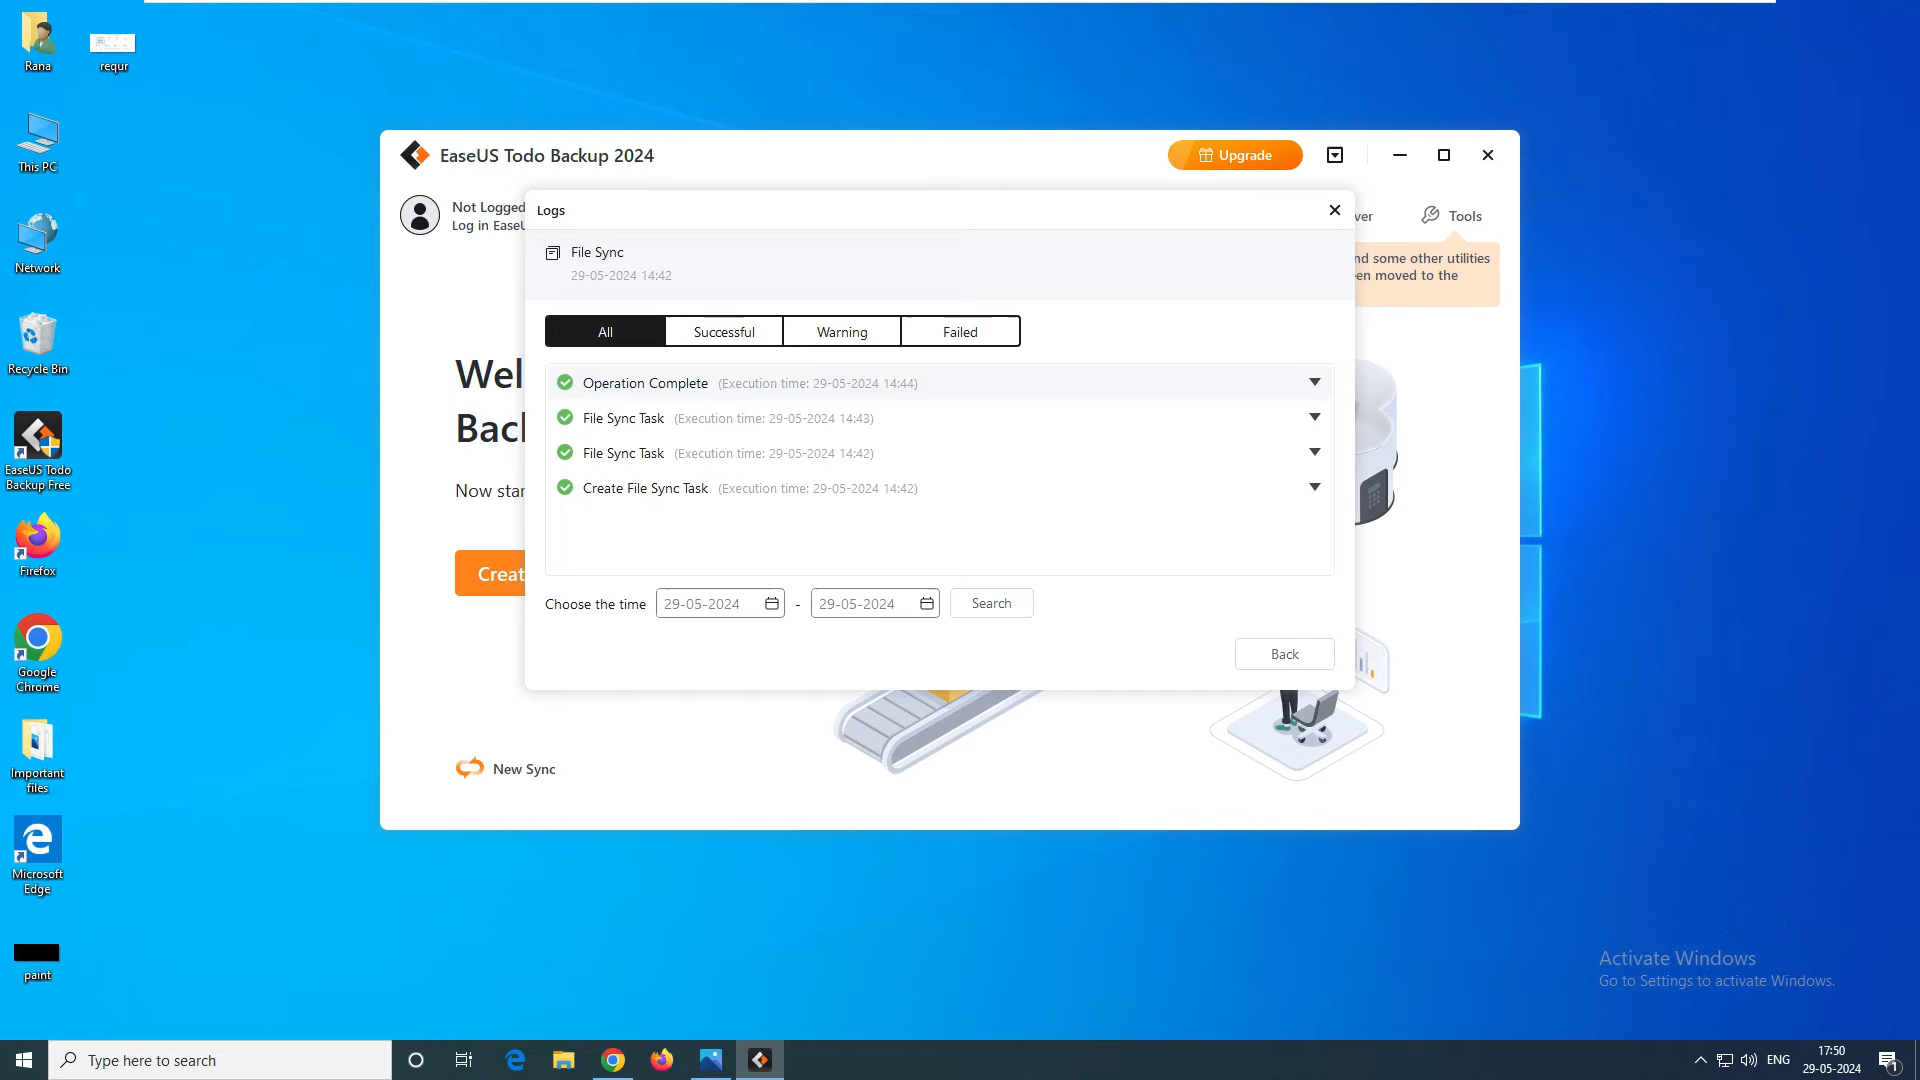 Rana
requr
This PC
Network
Recycle Bin
EaseUS Todo
Backup Free
Firefox
Google
Chrome
Important
files
Microsoft
Edge
paint
EaseUS Todo Backup 2024
Upgrade
Not Logged
Log in EaseU
ver
Tools
nd some other utilities
en moved to the
Wel
Bacl
Now star
Creat
New Sync
Logs
File Sync
29-05-2024 14:42
All
Successful
Warning
Failed
Operation Complete (Execution time: 29-05-2024 14:44)
File Sync Task (Execution time: 29-05-2024 14:43)
File Sync Task (Execution time: 29-05-2024 14:42)
Create File Sync Task (Execution time: 29-05-2024 14:42)
Choose the time 29-05-2024 - 29-05-2024 Search
Back
Activate Windows
Go to Settings to activate Windows.
Type here to search
ENG
17:50
29-05-2024
1